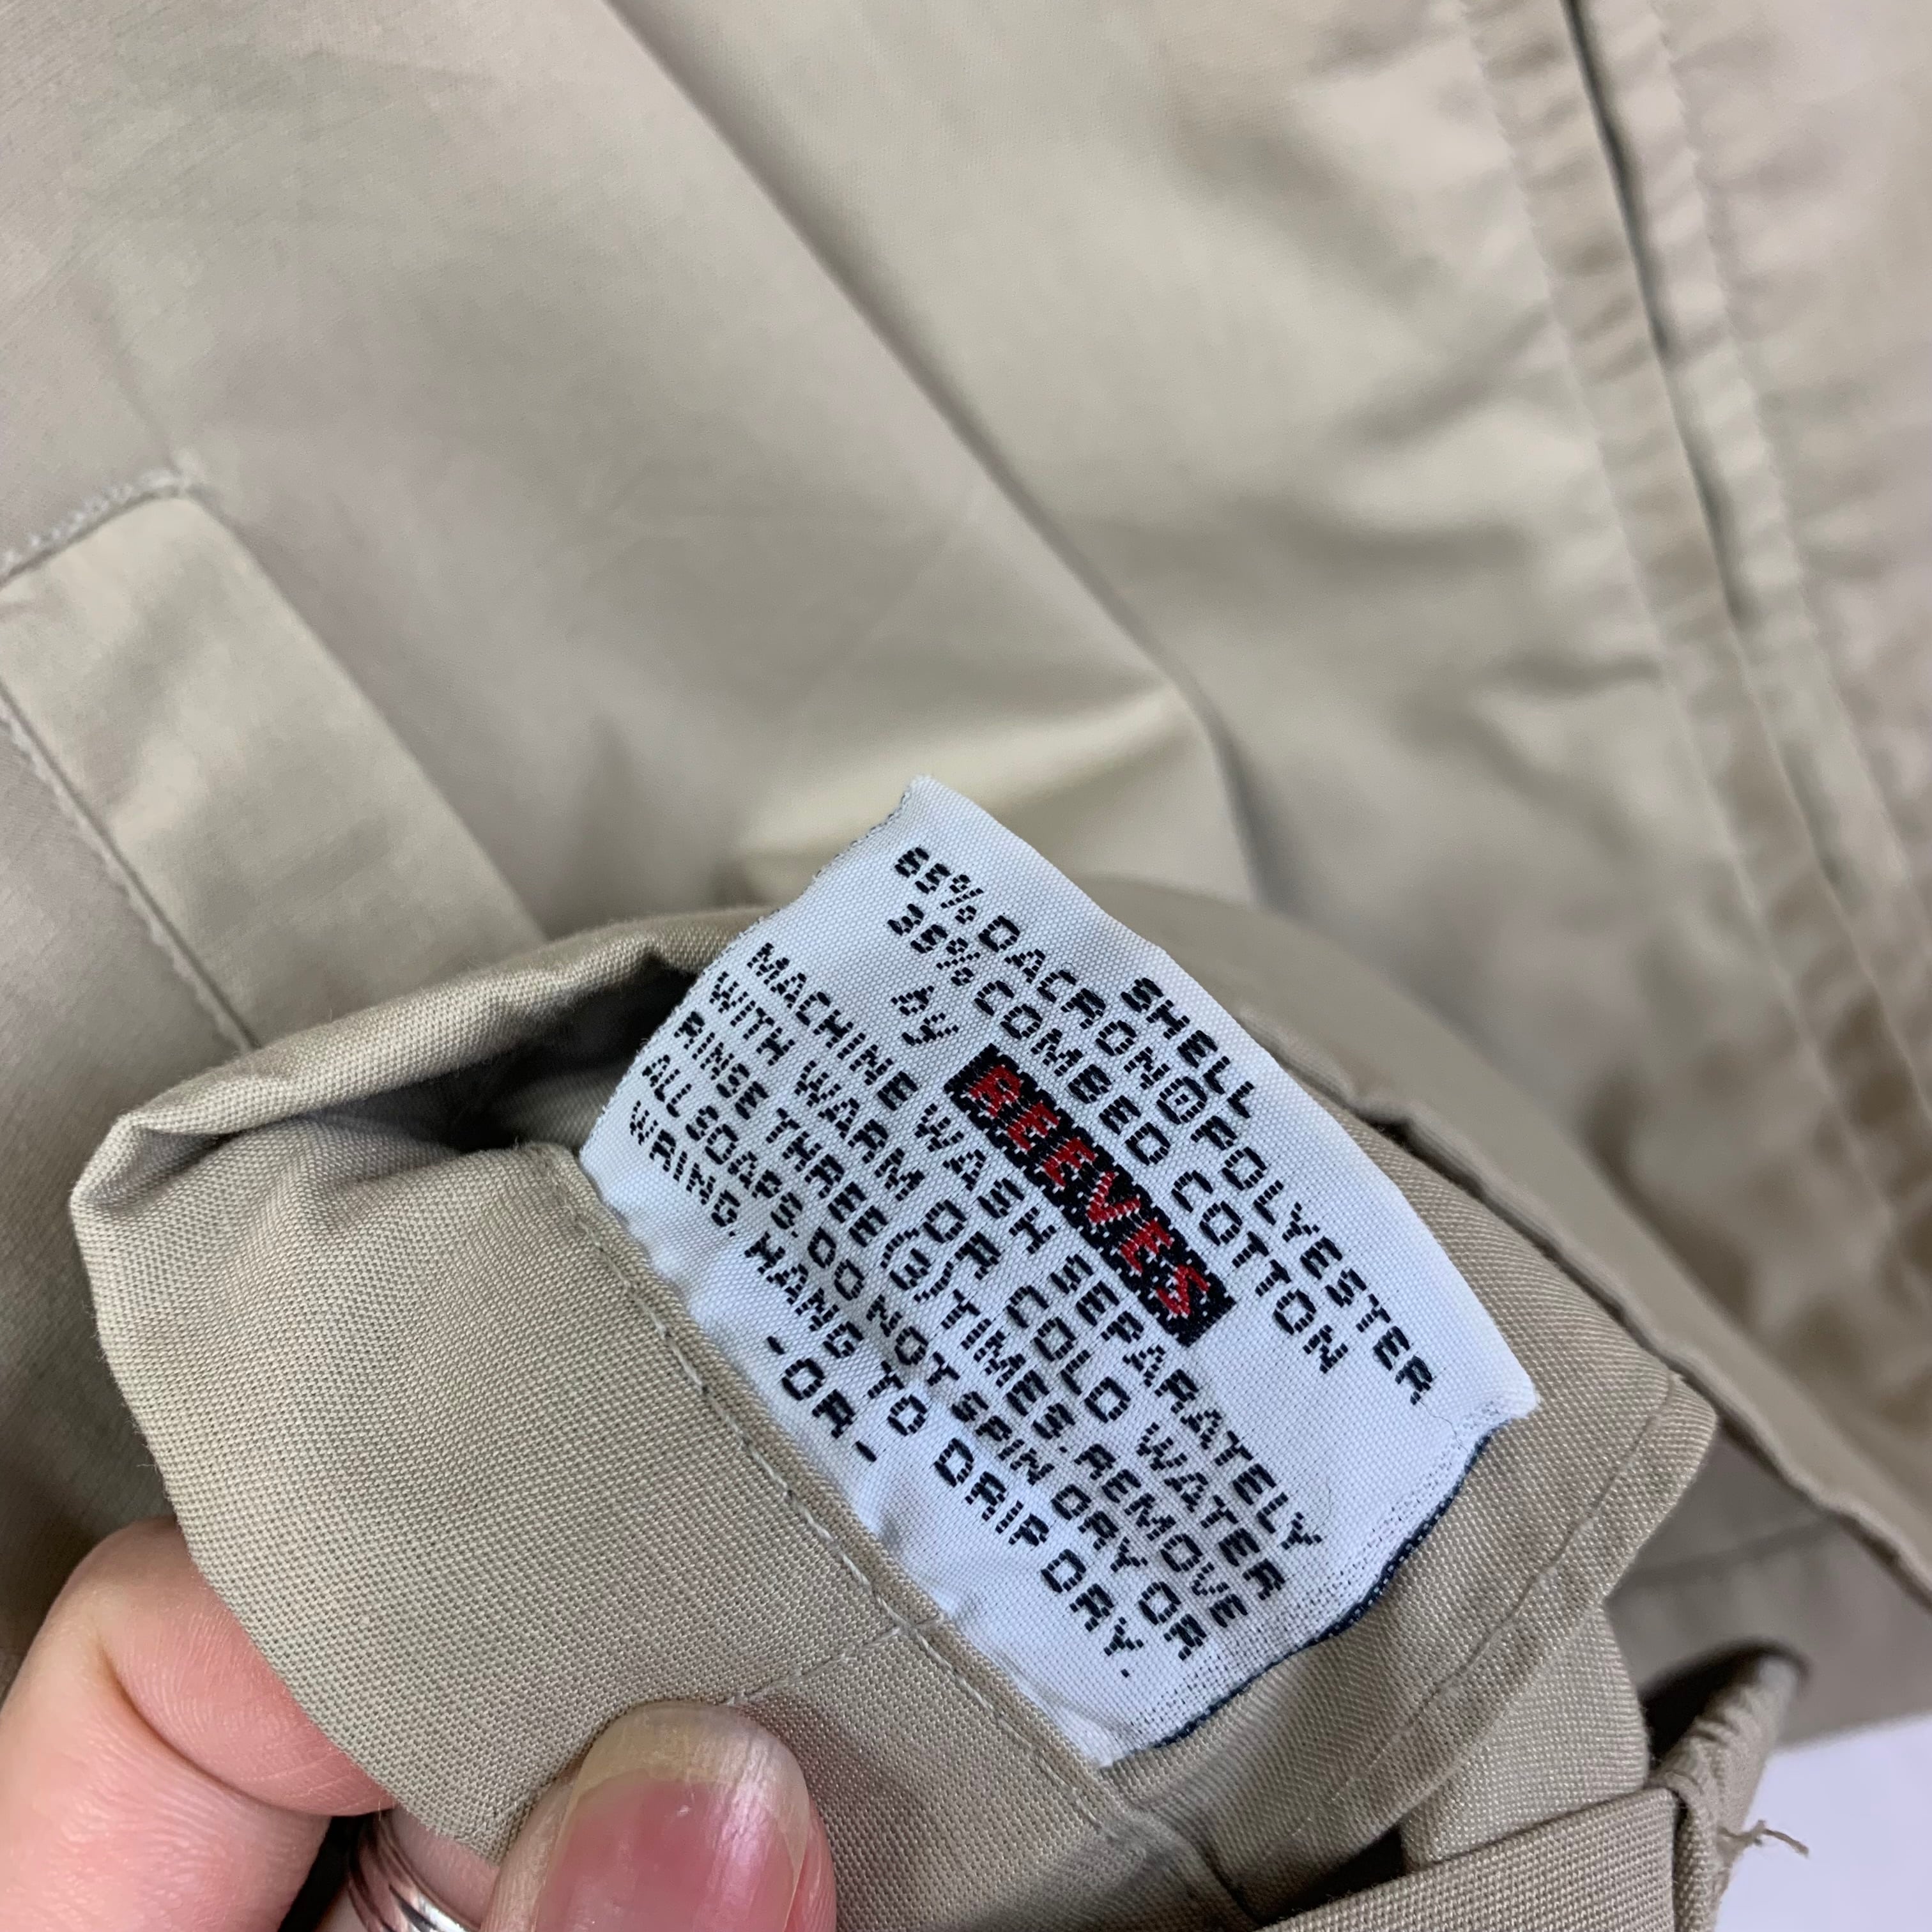 SHELL
65% DACRON® POLYESTER
35% COMBED COTTON
by REEVES
MACHINE WASH SEPARATELY
WITH WARM OR COLD WATER
RINSE THREE (3) TIMES. REMOVE
ALL SOAPS. DO NOT SPIN DRY OR
WRING. HANG TO DRIP DRY.
-OR-